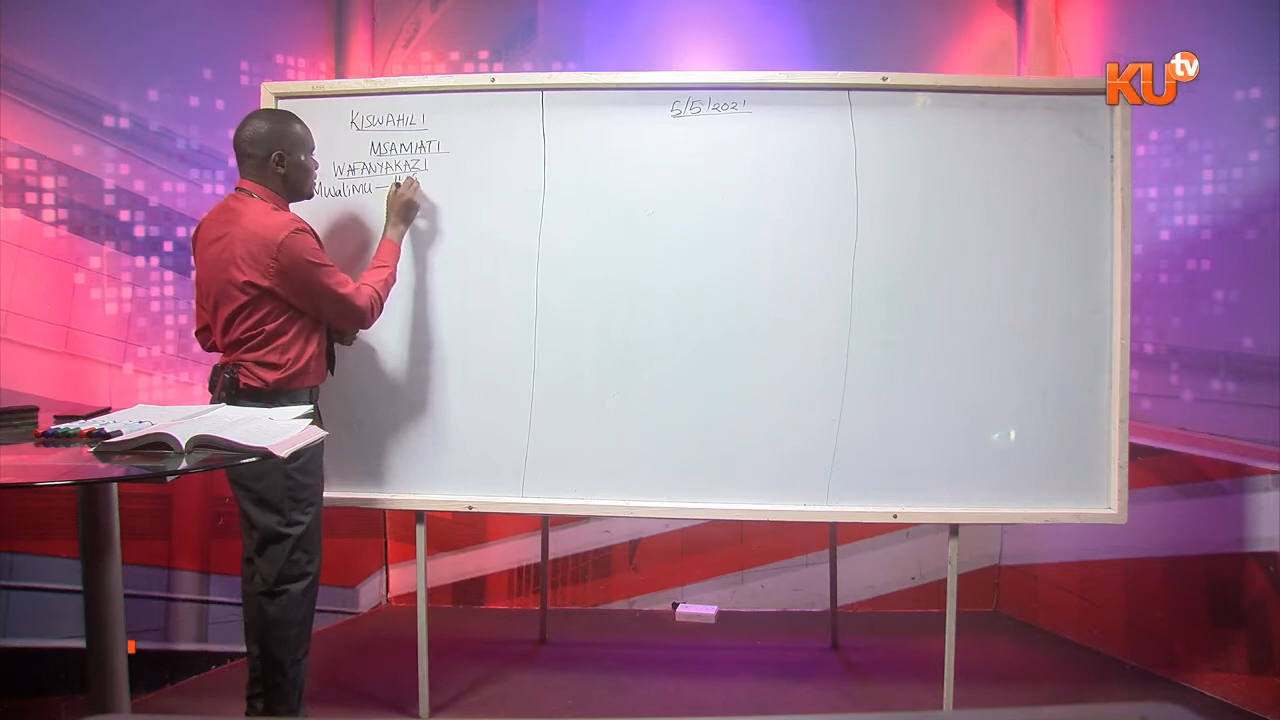 KISWAHILI
MSAMIATI
WAFANYAKAZI
Mwalimu —
5/5/2021
KU tv